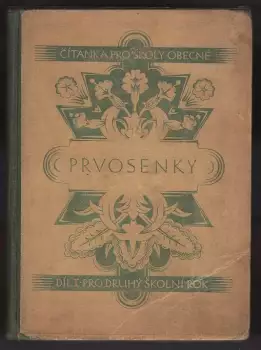 ČÍTANKA PRO ŠKOLY OBECNÉ
PRVOSENKY
DÍL I. PRO DRUHÝ ŠKOLNÍ ROK